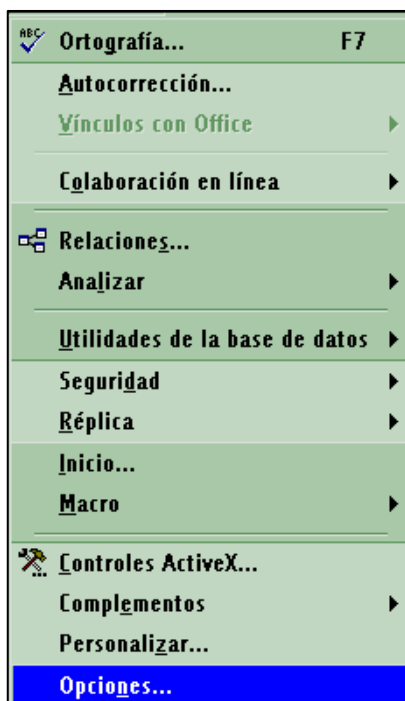 ABC Ortografía... F7
Autocorrección...
Vínculos con Office
Colaboración en línea
Relaciones...
Analizar
Utilidades de la base de datos
Seguridad
Réplica
Inicio...
Macro
Controles ActiveX...
Complementos
Personalizar...
Opciones...